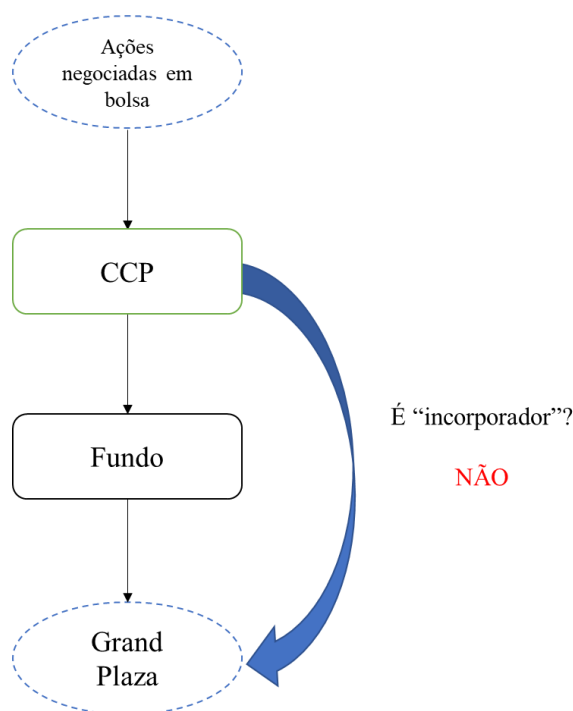 Ações
negociadas em
bolsa
CCP
É “incorporador”?
Fundo
NÃO
Grand
Plaza